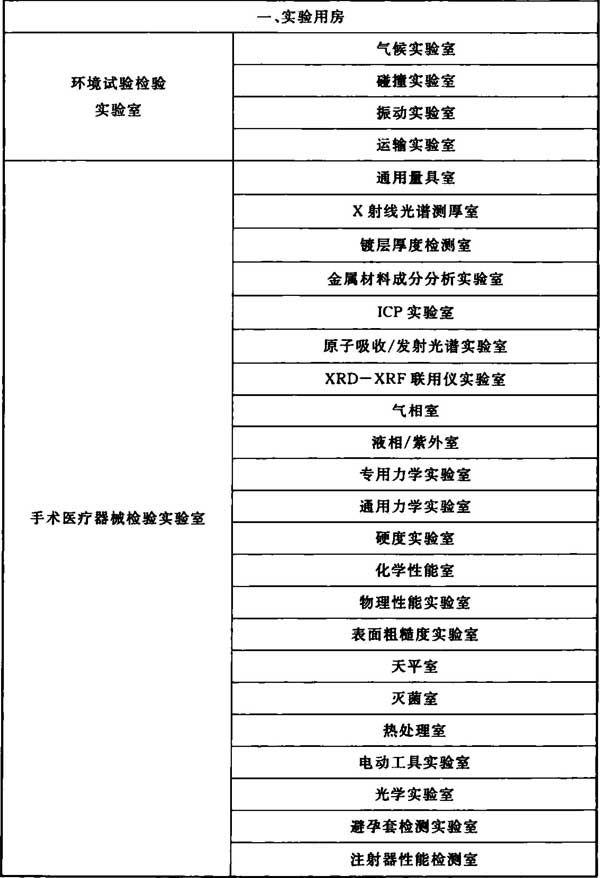 一、实验用房
环境试验检验
实验室
气候实验室
碰撞实验室
振动实验室
运输实验室
手术医疗器械检验实验室
通用量具室
X射线光谱测厚室
镀层厚度检测室
金属材料成分分析实验室
ICP实验室
原子吸收/发射光谱实验室
XRD-XRF联用仪实验室
气相室
液相/紫外室
专用力学实验室
通用力学实验室
硬度实验室
化学性能室
物理性能实验室
表面粗糙度实验室
天平室
灭菌室
热处理室
电动工具实验室
光学实验室
避孕套检测实验室
注射器性能检测室